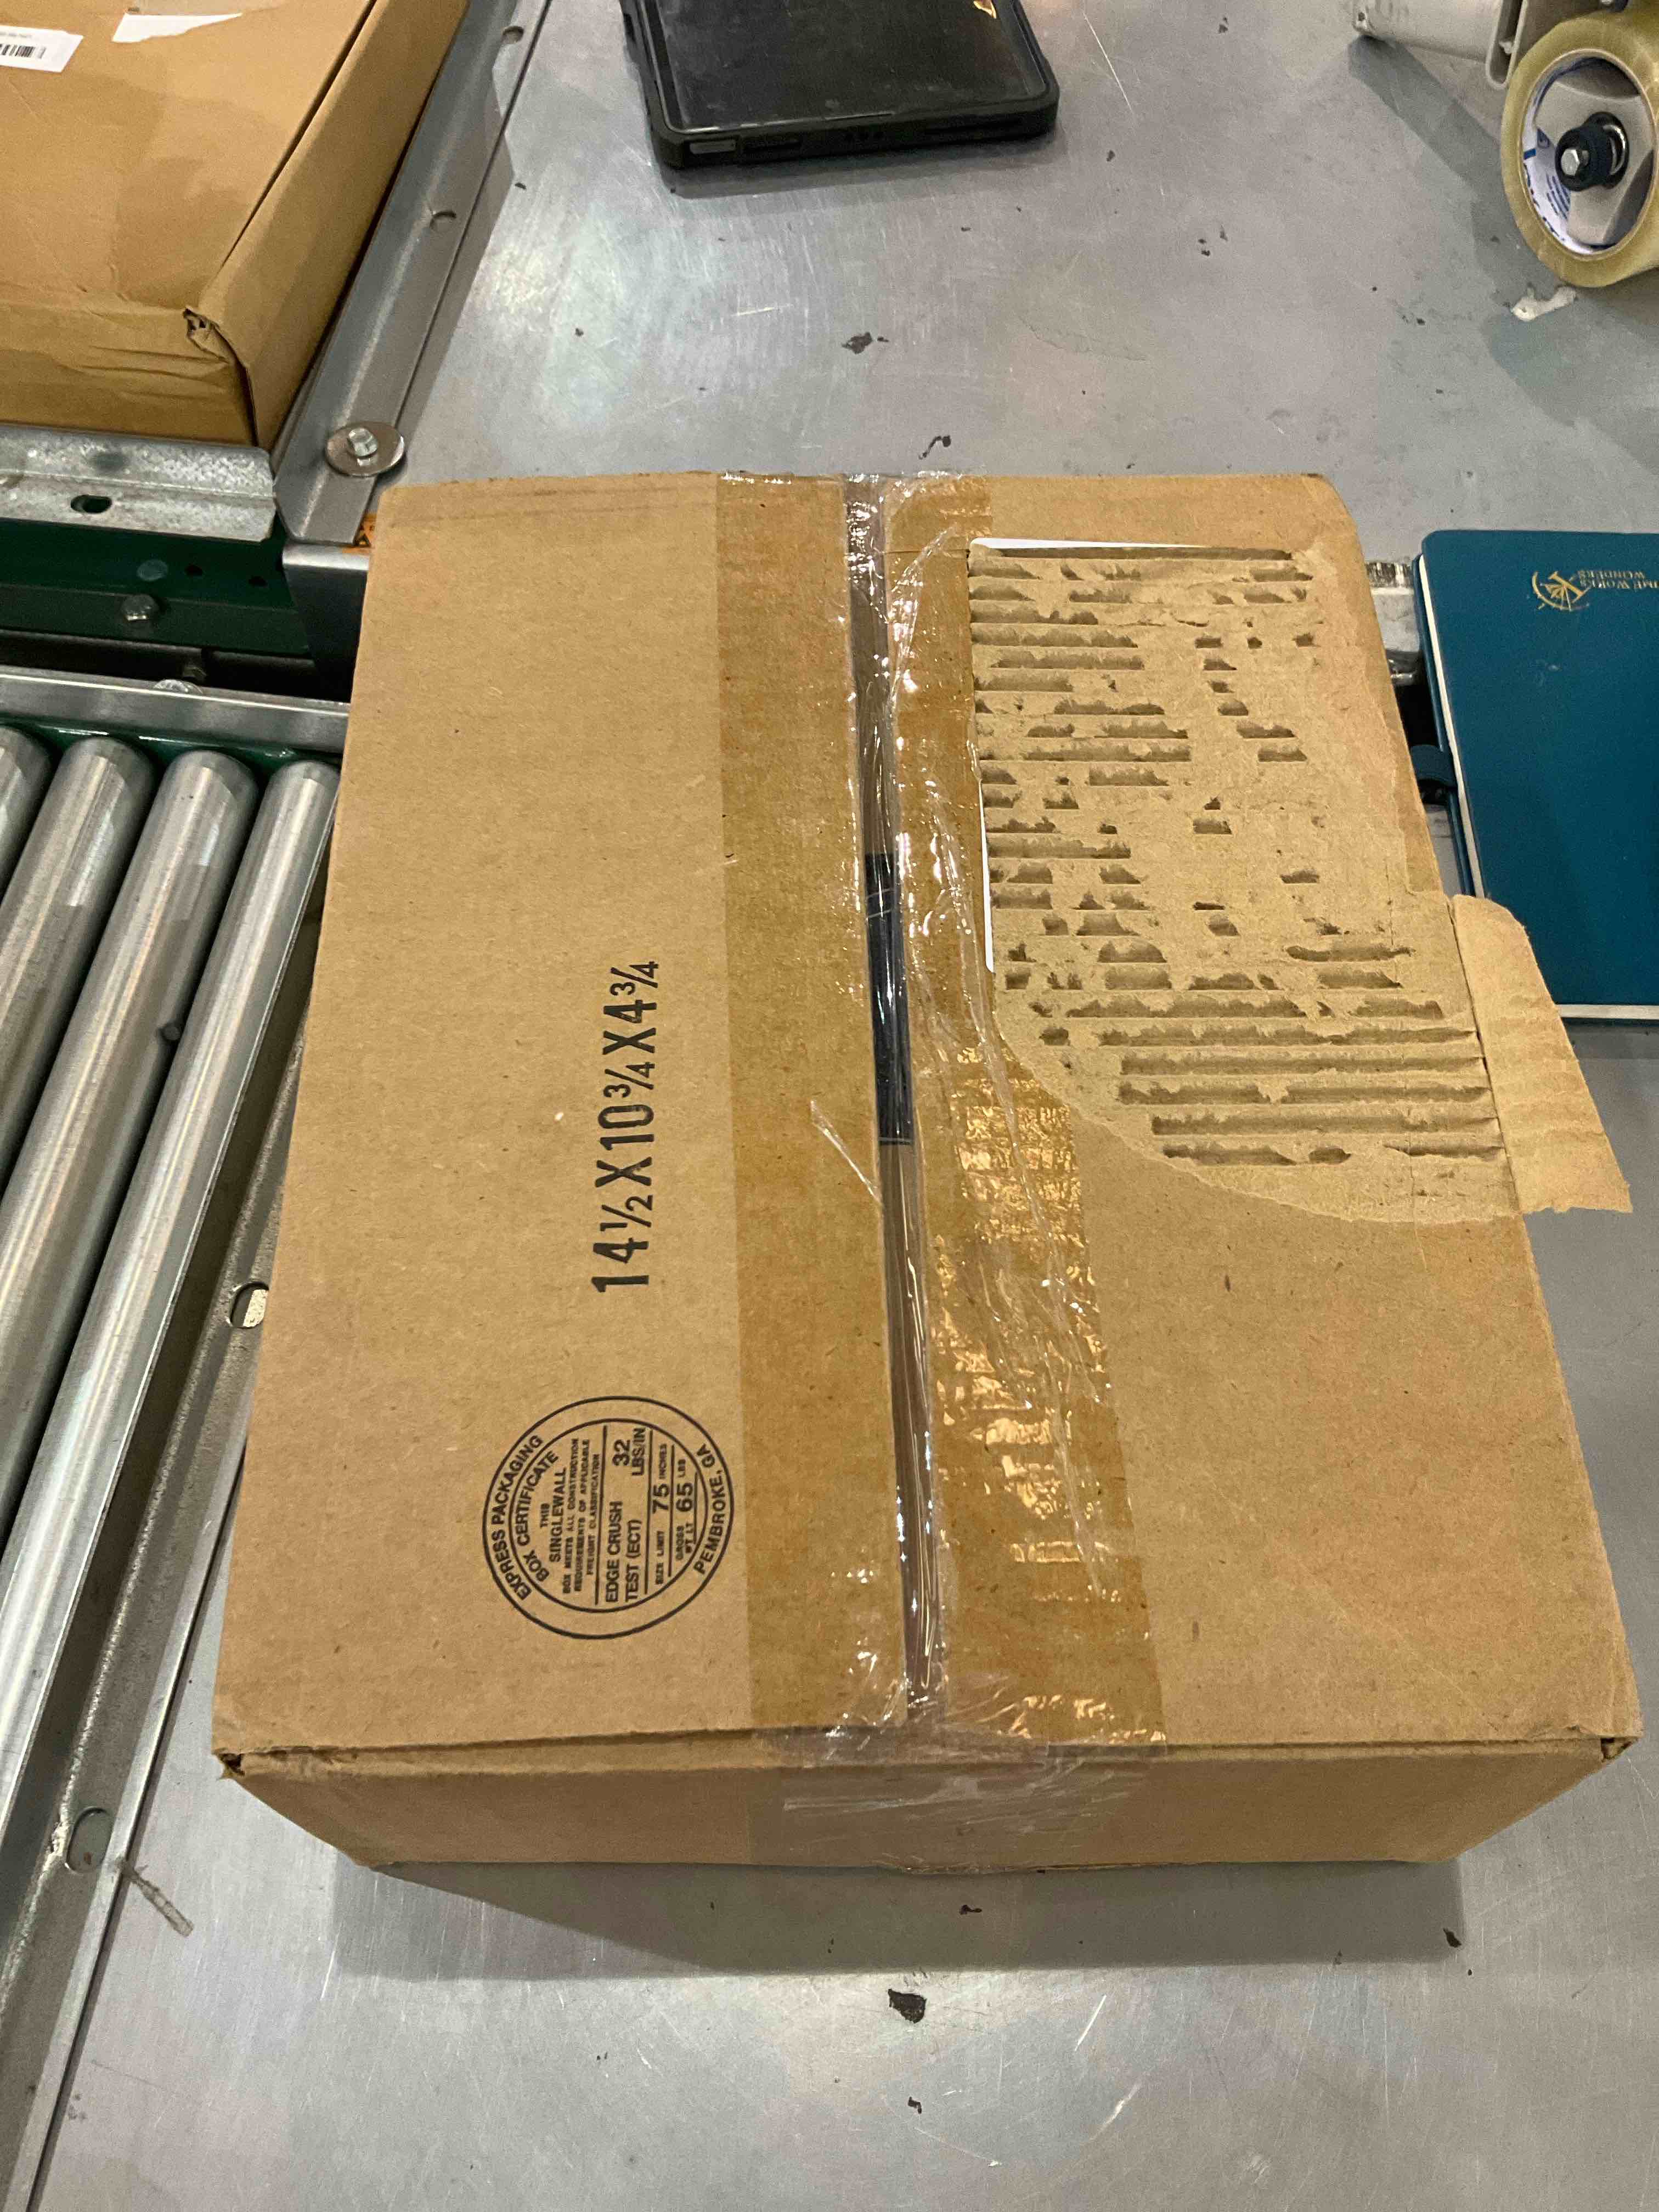 14½X10¾X4¾
EXPRESS PACKAGING
BOX CERTIFICATE
THIS
SINGLEWALL
BOX MEETS ALL CONSTRUCTION
REQUIREMENTS OF APPLICABLE
FREIGHT CLASSIFICATION
EDGE CRUSH
TEST (ECT) 32
LBS/IN
SIZE LIMIT 75 INCHES
GROSS
WT LT 65 LBS
PEMBROKE, GA
WONDERS